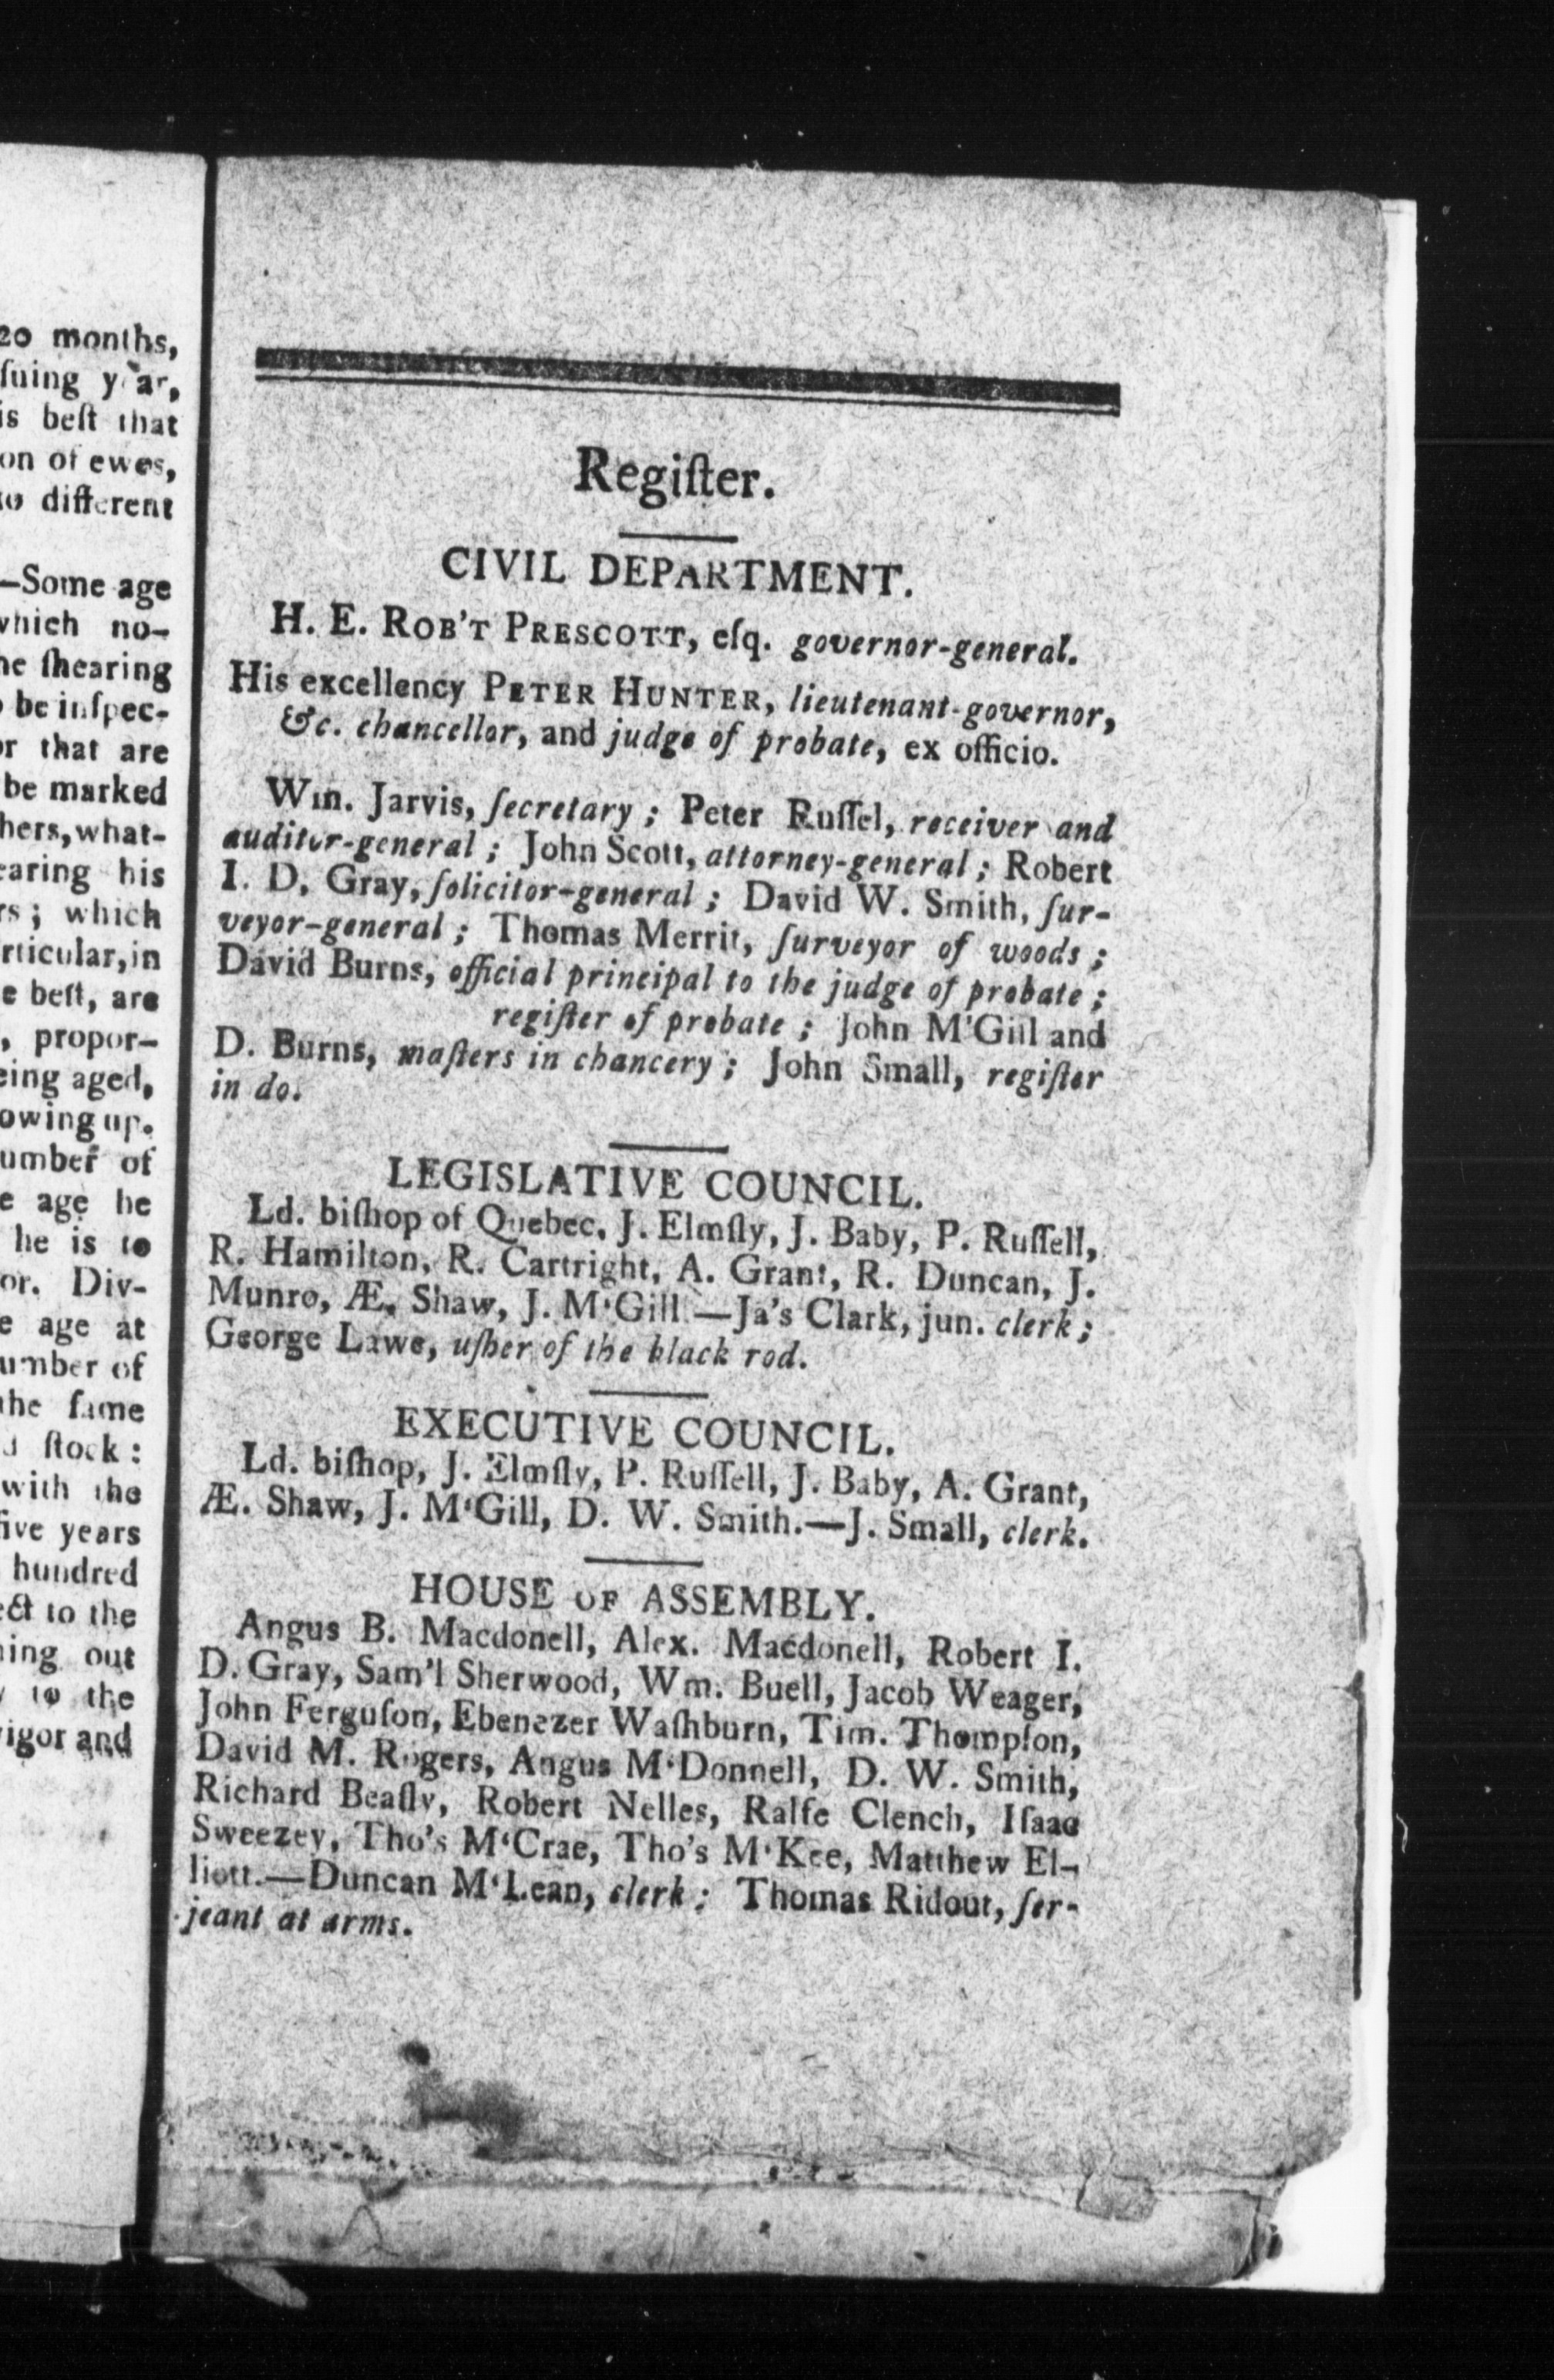 20 months,
ſuing year,
is beſt that
on of ewes,
to different
—Some age
which no-
he ſhearing
be inſpec-
or that are
be marked
hers, what-
earing his
rs; which
rticular, in
e beſt, are
, propor-
eing aged,
owing up.
umber of
e age he
he is to
or. Div-
e age at
umber of
the ſame
d ſtock:
with the
five years
hundred
ect to the
ning out
y to the
vigor and
Regiſter.
CIVIL DEPARTMENT.
H. E. ROB'T PRESCOTT, eſq. governor-general.
His excellency PETER HUNTER, lieutenant-governor,
&c. chancellor, and judge of probate, ex officio.
Wm. Jarvis, ſecretary; Peter Ruſſel, receiver and
auditor-general; John Scott, attorney-general; Robert
I. D. Gray, ſolicitor-general; David W. Smith, ſur-
veyor-general; Thomas Merrit, ſurveyor of woods;
David Burns, official principal to the judge of probate;
regiſter of probate; John M'Gill and
D. Burns, maſters in chancery; John Small, regiſter
in do.
LEGISLATIVE COUNCIL.
Ld. biſhop of Quebec, J. Elmſly, J. Baby, P. Ruſſell,
R. Hamilton, R. Cartright, A. Grant, R. Duncan, J.
Munro, Æ. Shaw, J. M'Gill.—Ja's Clark, jun. clerk;
George Lawe, uſher of the black rod.
EXECUTIVE COUNCIL.
Ld. biſhop, J. Elmſly, P. Ruſſell, J. Baby, A. Grant,
Æ. Shaw, J. M'Gill, D. W. Smith.—J. Small, clerk.
HOUSE OF ASSEMBLY.
Angus B. Macdonell, Alex. Macdonell, Robert I.
D. Gray, Sam'l Sherwood, Wm. Buell, Jacob Weager,
John Ferguſon, Ebenezer Waſhburn, Tim. Thompſon,
David M. Rogers, Angus M'Donnell, D. W. Smith,
Richard Beaſly, Robert Nelles, Ralfe Clench, Iſaac
Sweezey, Tho's M'Crae, Tho's M'Kee, Matthew El-
liott.—Duncan M'Lean, clerk; Thomas Ridout, ſer-
jeant at arms.